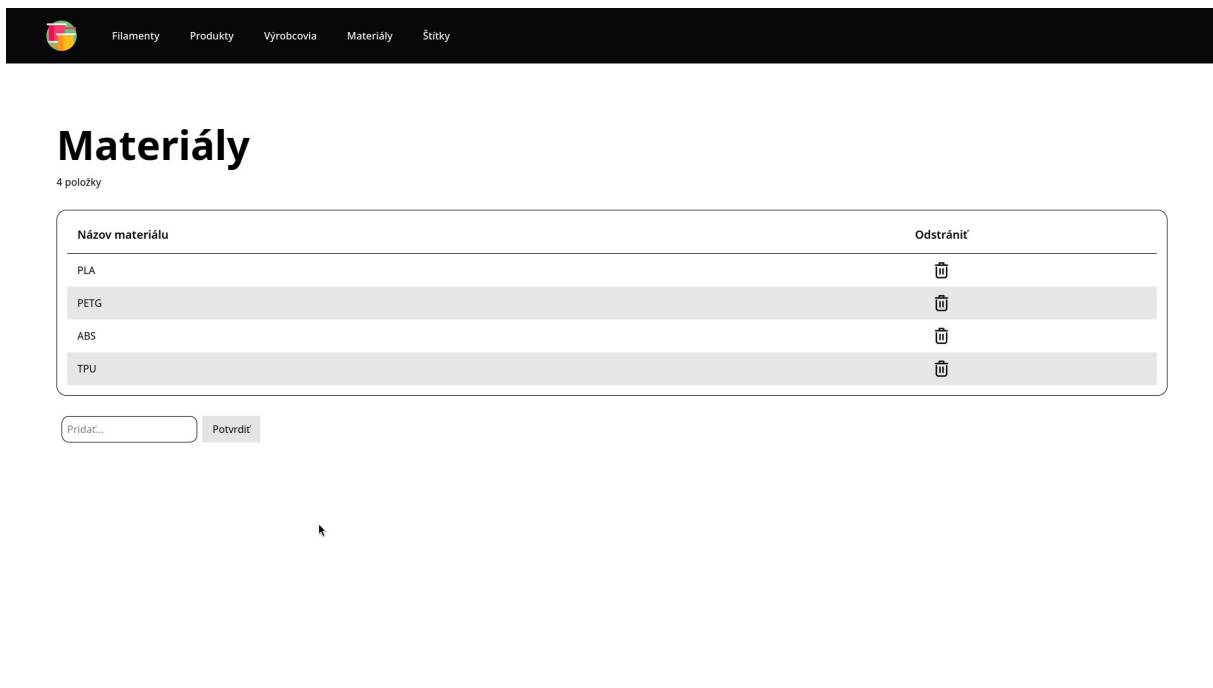 Filamenty Produkty Výrobcovia Materiály Štítky
Materiály
4 položky
Názov materiálu Odstrániť
PLA
PETG
ABS
TPU
Pridať... Potvrdiť